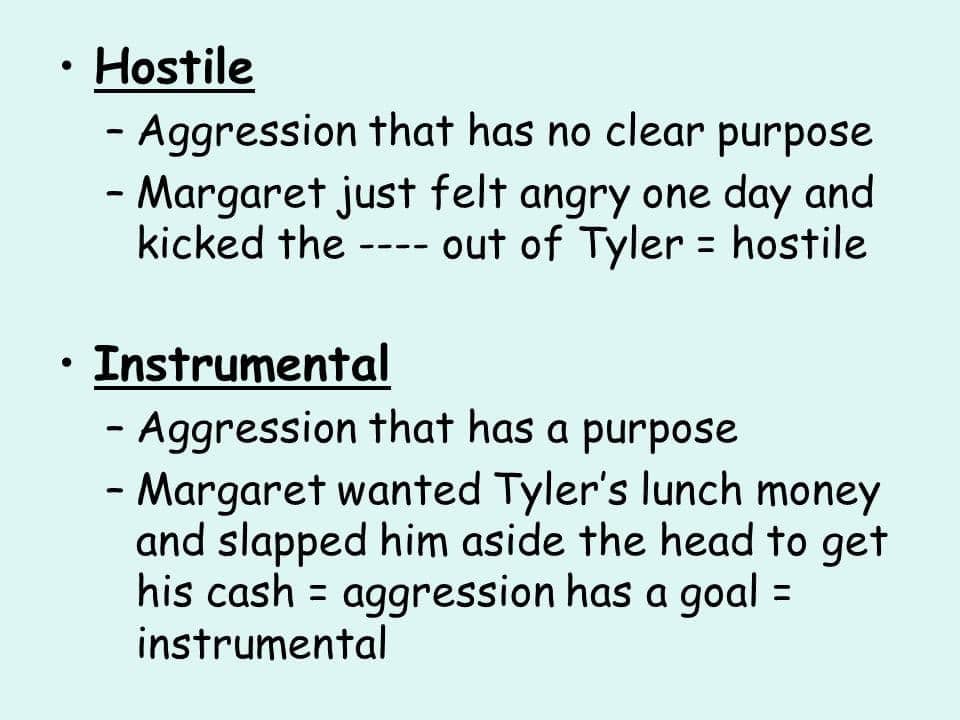 • Hostile
– Aggression that has no clear purpose
– Margaret just felt angry one day and
kicked the ---- out of Tyler = hostile
• Instrumental
– Aggression that has a purpose
– Margaret wanted Tyler’s lunch money
and slapped him aside the head to get
his cash = aggression has a goal =
instrumental